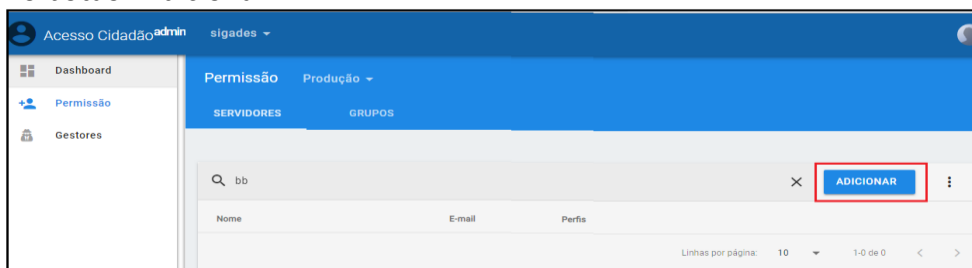 Acesso Cidadão admin sigades
Dashboard
Permissão Produção
Permissão
SERVIDORES GRUPOS
Gestores
bb
ADICIONAR
Nome E-mail Perfis
Linhas por página: 10 1-0 de 0